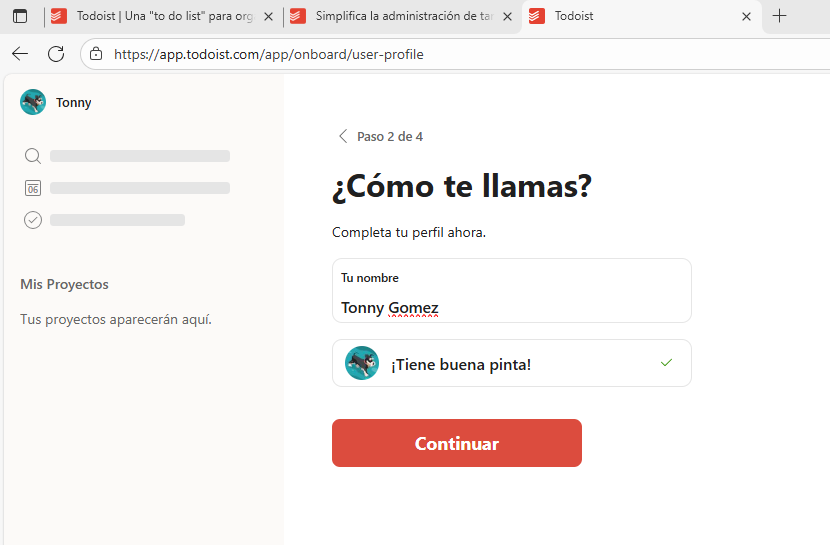 Todoist | Una "to do list" para org
Simplifica la administración de tar
Todoist
https://app.todoist.com/app/onboard/user-profile
Tonny
06
Mis Proyectos
Tus proyectos aparecerán aquí.
Paso 2 de 4
¿Cómo te llamas?
Completa tu perfil ahora.
Tu nombre
Tonny Gomez
¡Tiene buena pinta!
Continuar